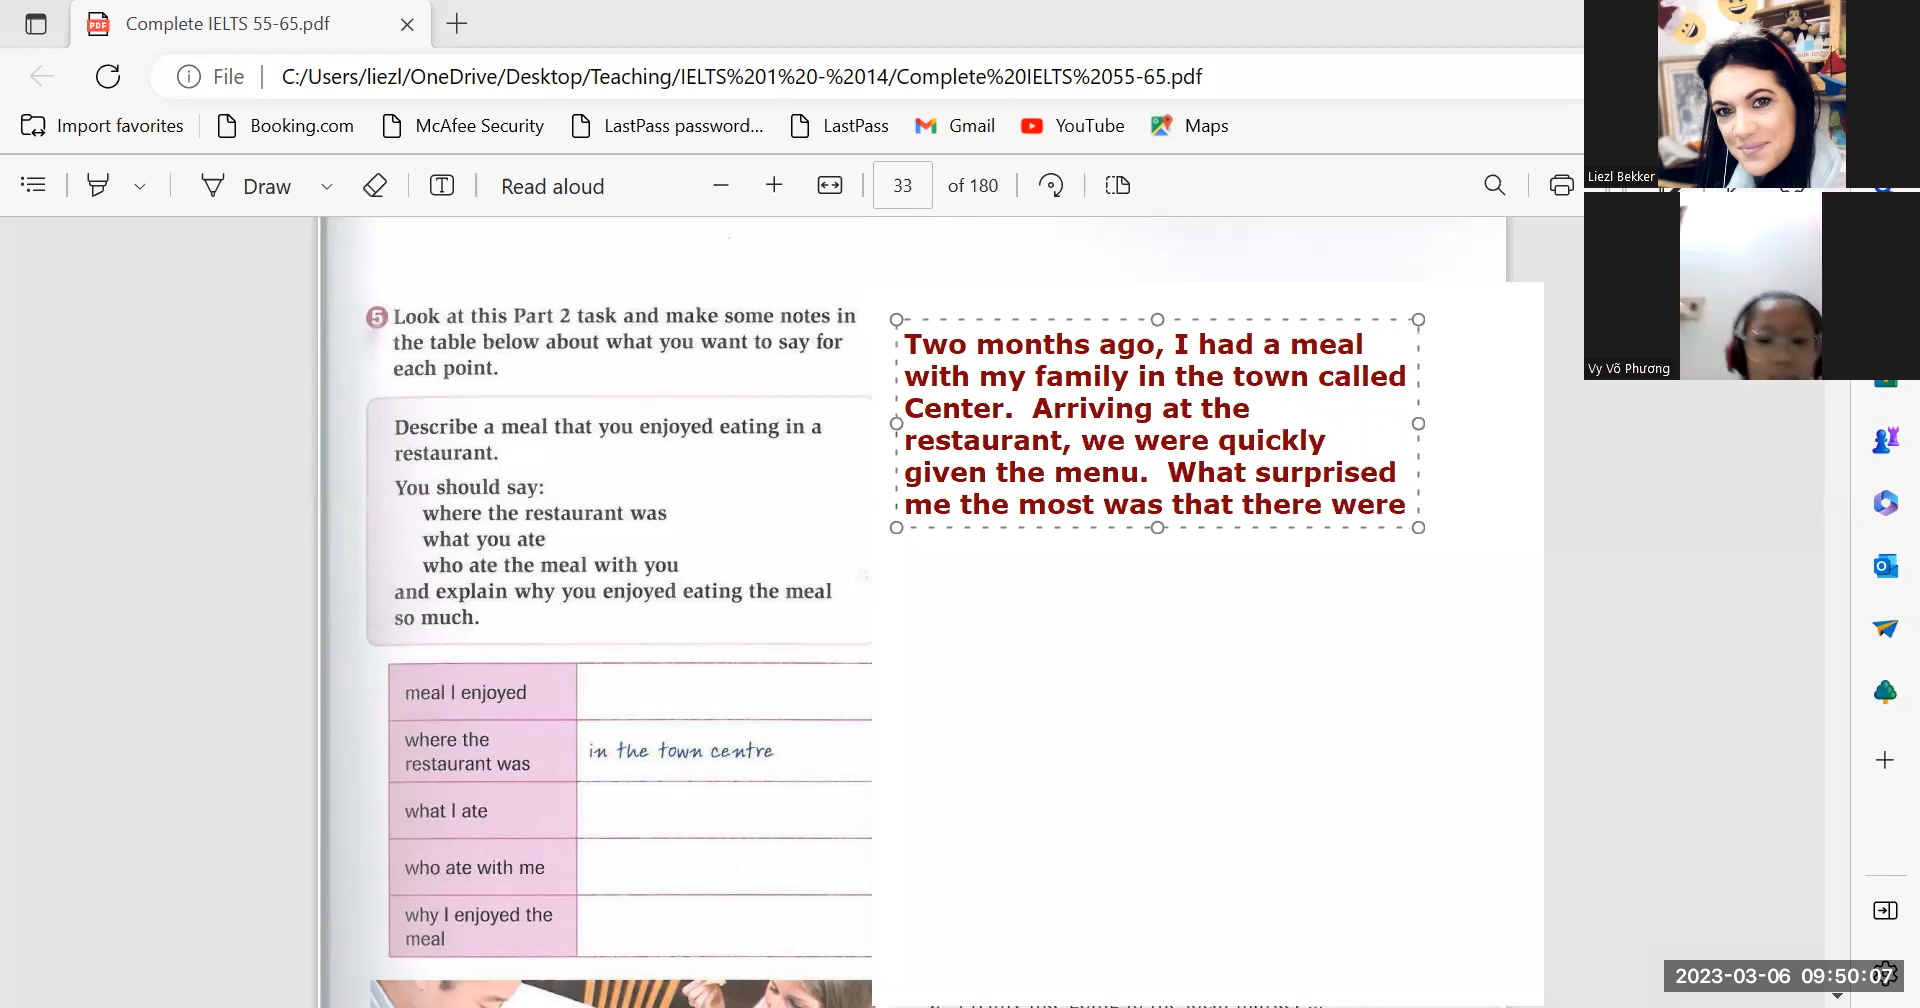 Complete IELTS 55-65.pdf
File
C:/Users/liezl/OneDrive/Desktop/Teaching/IELTS%201%20-%2014/Complete%20IELTS%2055-65.pdf
Import favorites
Booking.com
McAfee Security
LastPass password...
LastPass
Gmail
YouTube
Maps
Draw
Read aloud
33
of 180
Liezl Bekker
Vy Võ Phương
5 Look at this Part 2 task and make some notes in
the table below about what you want to say for
each point.
Describe a meal that you enjoyed eating in a
restaurant.
You should say:
where the restaurant was
what you ate
who ate the meal with you
and explain why you enjoyed eating the meal
so much.
meal I enjoyed
where the
restaurant was
in the town centre
what I ate
who ate with me
why I enjoyed the
meal
Two months ago, I had a meal
with my family in the town called
Center. Arriving at the
restaurant, we were quickly
given the menu. What surprised
me the most was that there were
2023-03-06 09:50:07